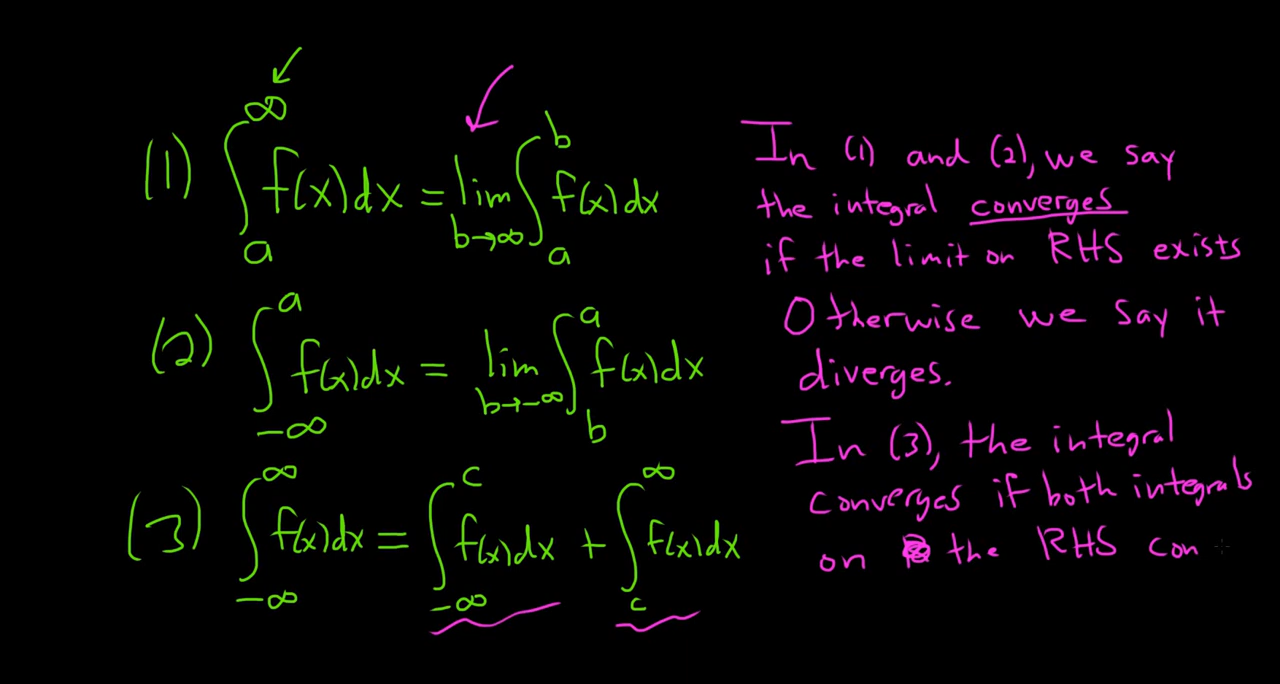 (1) ∫_a^∞ f(x)dx = lim_{b→∞} ∫_a^b f(x)dx
(2) ∫_{-∞}^a f(x)dx = lim_{b→-∞} ∫_b^a f(x)dx
(3) ∫_{-∞}^∞ f(x)dx = ∫_{-∞}^c f(x)dx + ∫_c^∞ f(x)dx
In (1) and (2), we say
the integral converges
if the limit on RHS exists
Otherwise we say it
diverges.
In (3), the integral
converges if both integrals
on the RHS con